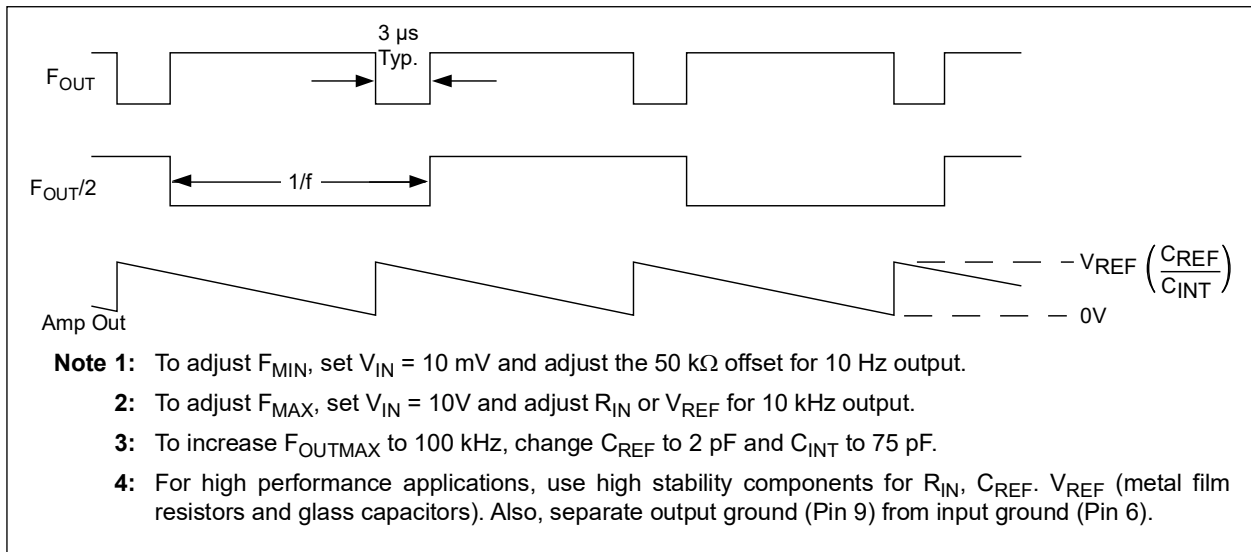 3 µs
Typ.
FOUT
1/f
FOUT/2
VREF (CREF/CINT)
0V
Amp Out
Note 1: To adjust FMIN, set VIN = 10 mV and adjust the 50 kΩ offset for 10 Hz output.
2: To adjust FMAX, set VIN = 10V and adjust RIN or VREF for 10 kHz output.
3: To increase FOUTMAX to 100 kHz, change CREF to 2 pF and CINT to 75 pF.
4: For high performance applications, use high stability components for RIN, CREF. VREF (metal film
resistors and glass capacitors). Also, separate output ground (Pin 9) from input ground (Pin 6).